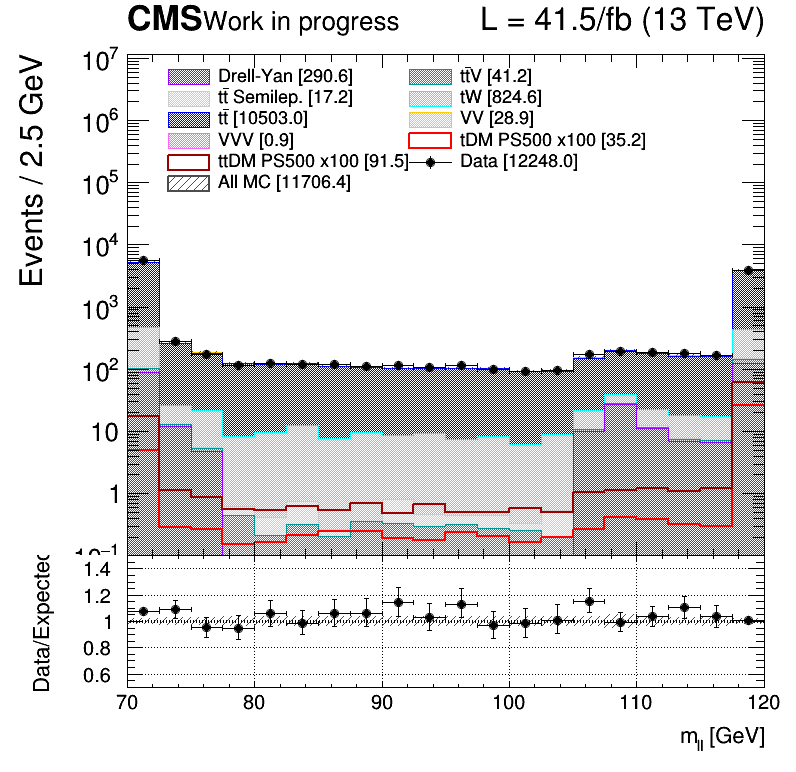 CMS Work in progress L = 41.5/fb (13 TeV)
Events / 2.5 GeV
10⁷
10⁶
10⁵
10⁴
10³
10²
10
1
10⁻¹
Drell-Yan [290.6] tt̄V [41.2]
tt̄ Semilep. [17.2] tW [824.6]
tt̄ [10503.0] VV [28.9]
VVV [0.9] tDM PS500 x100 [35.2]
ttDM PS500 x100 [91.5] Data [12248.0]
All MC [11706.4]
Data/Expected
1.4
1.2
1
0.8
0.6
70 80 90 100 110 120
m_ll [GeV]